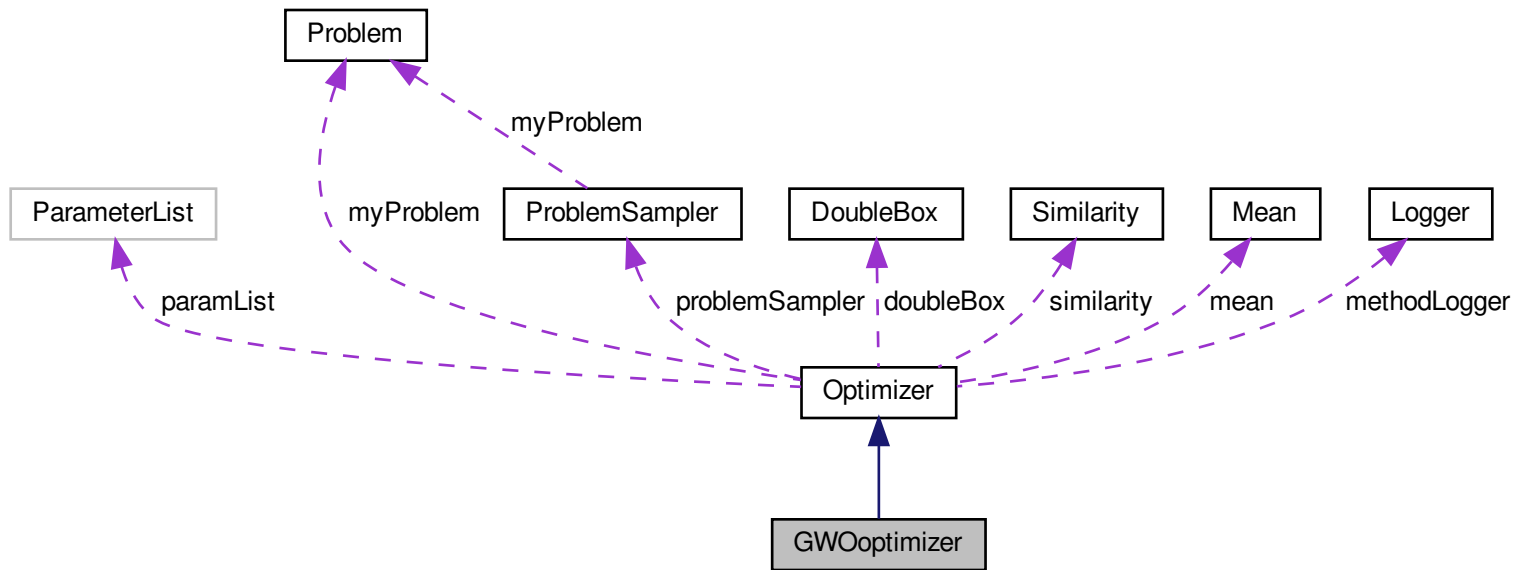 Problem
myProblem
ParameterList
myProblem
ProblemSampler
DoubleBox
Similarity
Mean
Logger
paramList
problemSampler
doubleBox
similarity
mean
methodLogger
Optimizer
GWOoptimizer